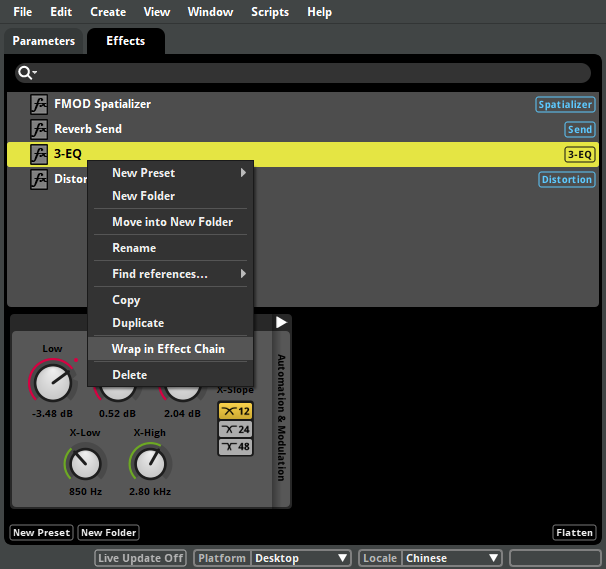 File Edit Create View Window Scripts Help
Parameters Effects
FMOD Spatializer Spatializer
Reverb Send Send
3-EQ 3-EQ
Distor Distortion
New Preset
New Folder
Move into New Folder
Rename
Find references...
Copy
Duplicate
Wrap in Effect Chain
Delete
Low
-3.48 dB 0.52 dB 2.04 dB
X-Slope
12
24
48
X-Low X-High
850 Hz 2.80 kHz
Automation & Modulation
New Preset New Folder Flatten
Live Update Off Platform Desktop Locale Chinese